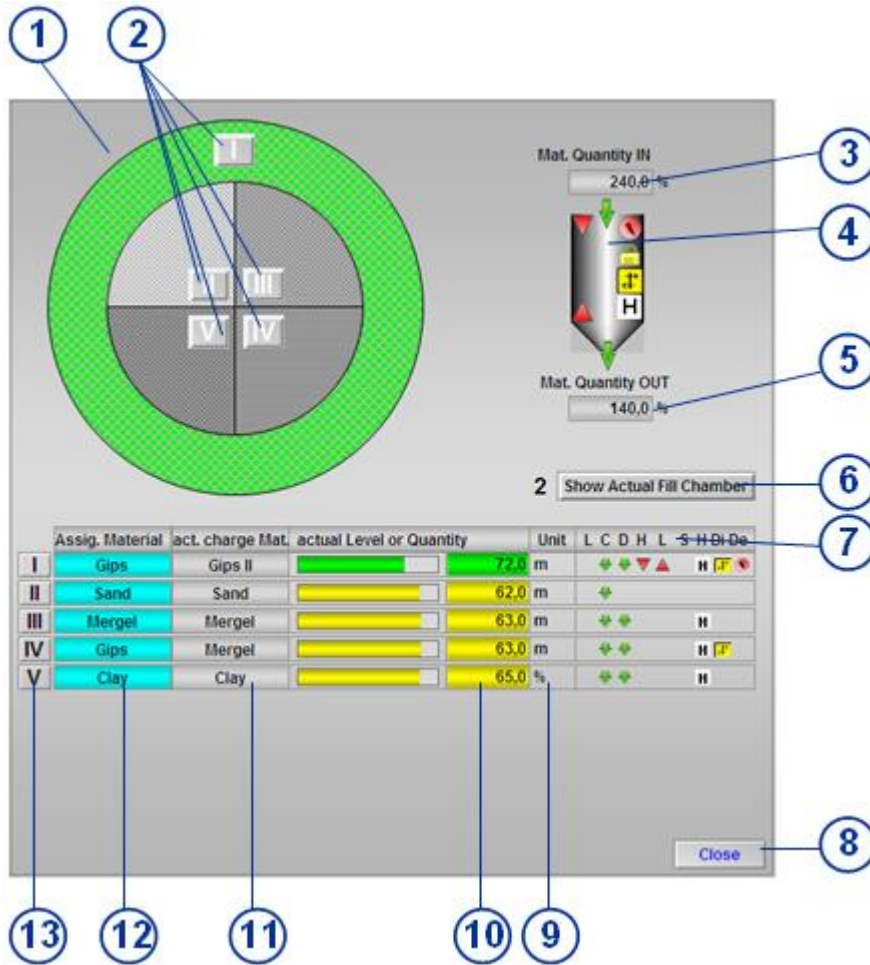 1 2
I
Mat. Quantity IN
240,0 %
3
4
H
II III
V IV
Mat. Quantity OUT
140,0 %
5
2 Show Actual Fill Chamber
6
Assig. Material act. charge Mat. actual Level or Quantity Unit L C D H L S H Di De
7
I Gips Gips II 72,0 m H
II Sand Sand 62,0 m
III Mergel Mergel 63,0 m H
IV Gips Mergel 63,0 m H
V Clay Clay 65,0 % H
Close
8
13 12 11 10 9